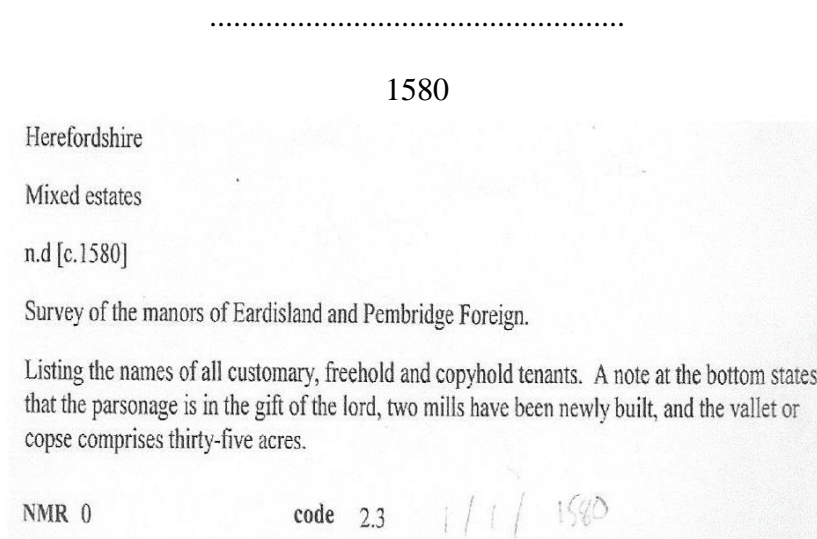 ..................................................
1580
Herefordshire
Mixed estates
n.d [c.1580]
Survey of the manors of Eardisland and Pembridge Foreign.
Listing the names of all customary, freehold and copyhold tenants. A note at the bottom states
that the parsonage is in the gift of the lord, two mills have been newly built, and the vallet or
copse comprises thirty-five acres.
NMR 0 code 2.3 1/1/ 1580